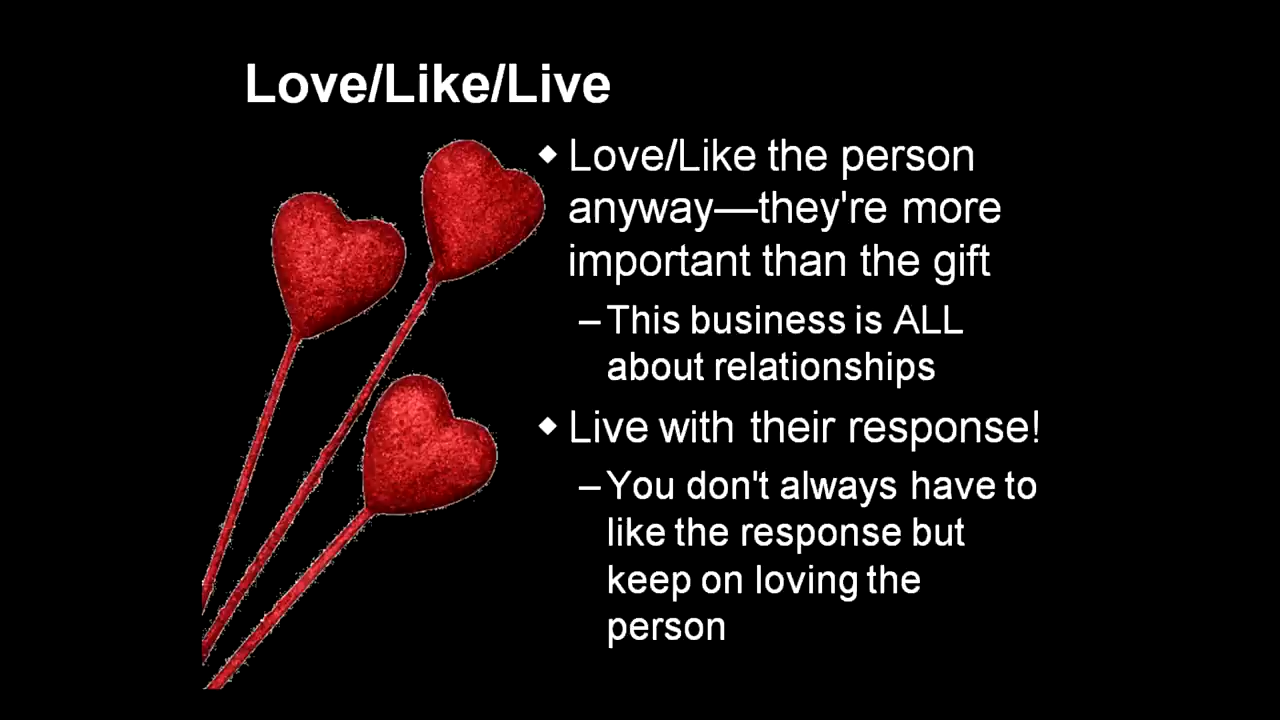 Love/Like/Live
◆ Love/Like the person
anyway—they're more
important than the gift
–This business is ALL
about relationships
◆ Live with their response!
–You don't always have to
like the response but
keep on loving the
person